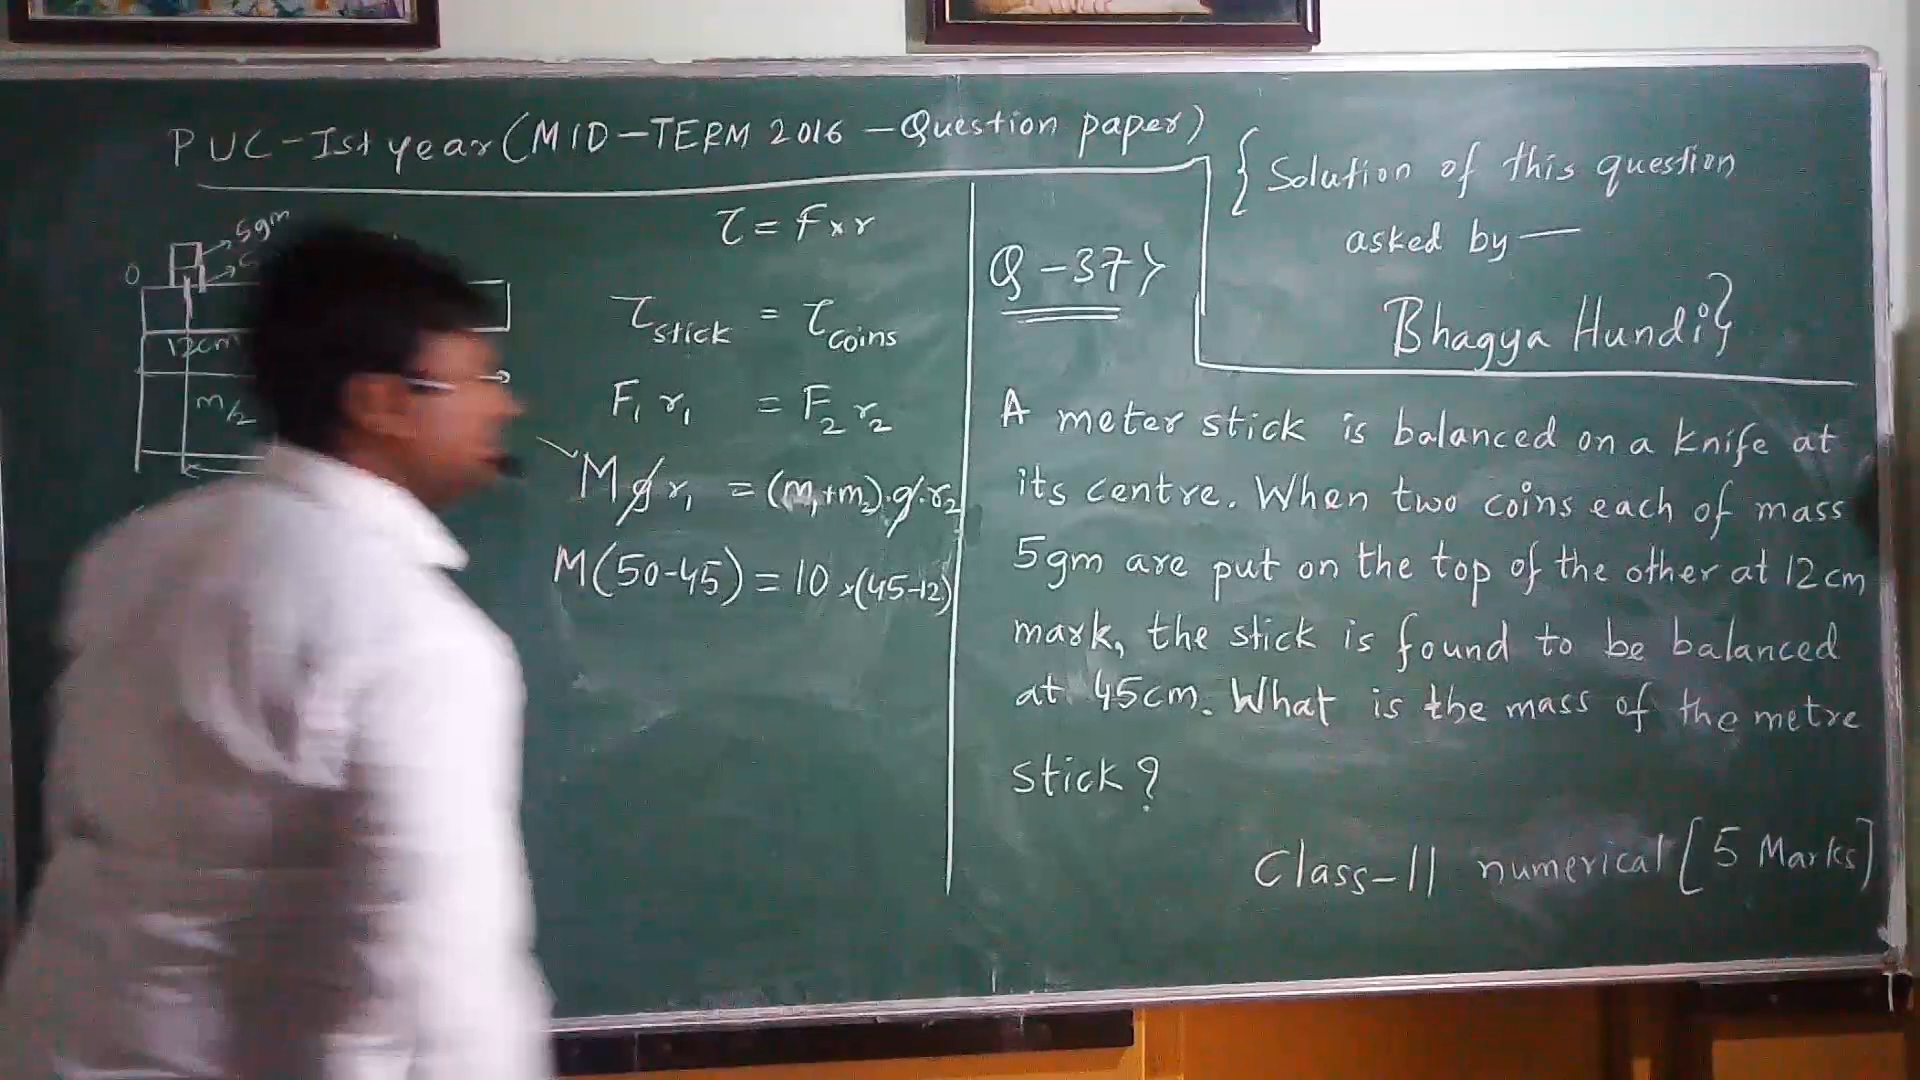 PUC-Ist year (MID-TERM 2016 - Question paper)
{Solution of this question
asked by —
Bhagya Hundi}
5gm
0
12cm
m/2
τ = F×r
τstick = τcoins
F₁ r₁ = F₂ r₂
M g r₁ = (m₁+m₂).g.r₂
M(50-45) = 10 ×(45-12)
Q-37>
A meter stick is balanced on a knife at
its centre. When two coins each of mass
5gm are put on the top of the other at 12cm
mark, the stick is found to be balanced
at 45cm. What is the mass of the metre
stick?
Class-11 numerical [5 Marks]